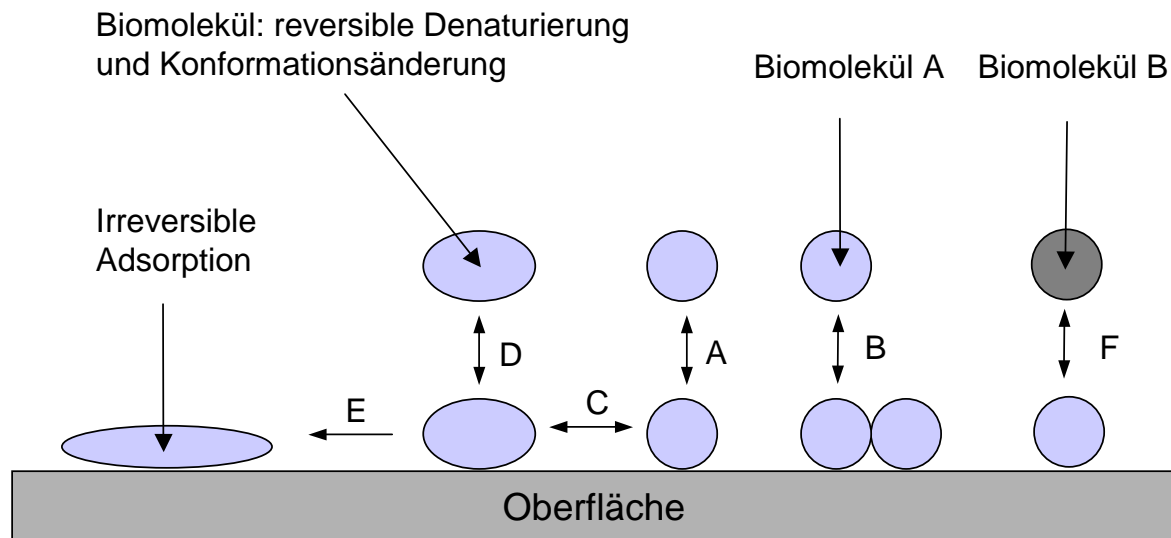 Biomolekül: reversible Denaturierung
und Konformationsänderung
Biomolekül A
Biomolekül B
Irreversible
Adsorption
D
A
B
F
E
C
Oberfläche